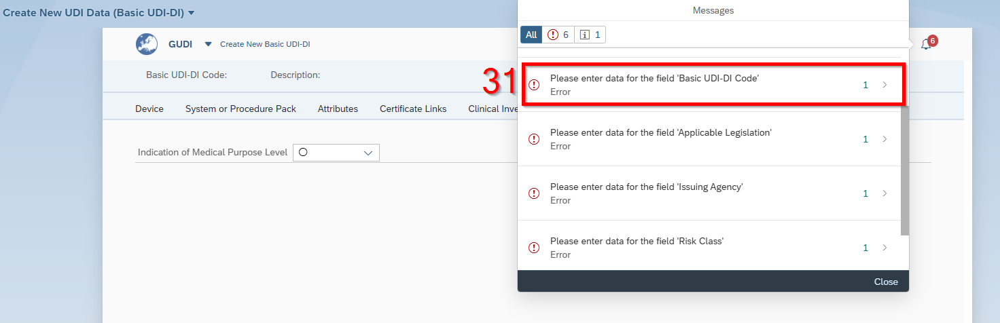 Create New UDI Data (Basic UDI-DI)
Messages
All 6 1
GUDI Create New Basic UDI-DI
6
Basic UDI-DI Code: Description:
31
Please enter data for the field 'Basic UDI-DI Code'
Error
1
Device System or Procedure Pack Attributes Certificate Links Clinical Inve
Please enter data for the field 'Applicable Legislation'
Error
1
Indication of Medical Purpose Level
Please enter data for the field 'Issuing Agency'
Error
1
Please enter data for the field 'Risk Class'
Error
1
Close